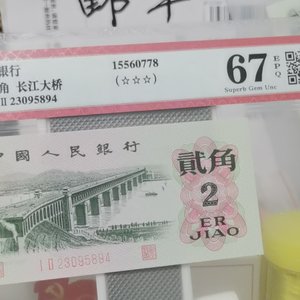 銀行
15560778
角 长江大桥
(☆☆☆)
II 23095894
67 EPQ
Superb Gem Unc
中國人民銀行
貳角
2
ER
JIAO
I II 23095894